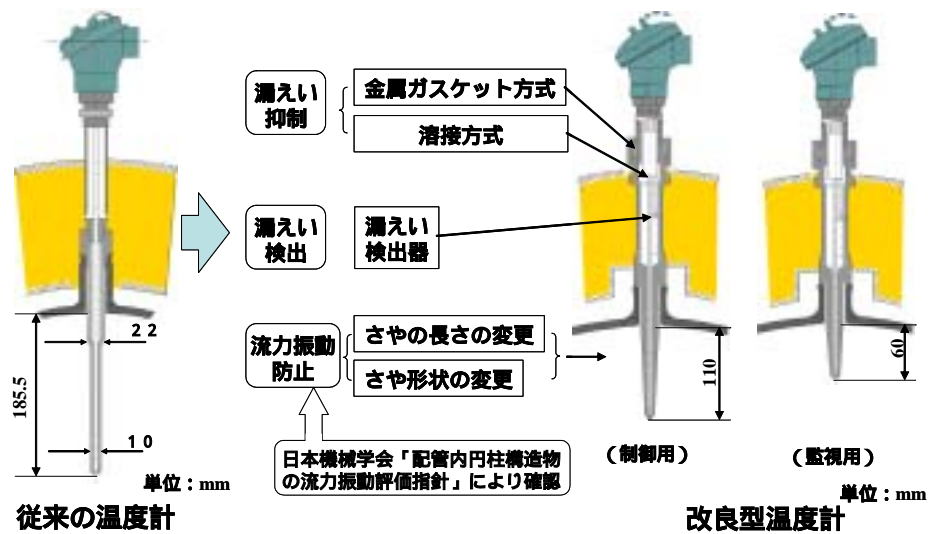 漏えい
抑制
金属ガスケット方式
溶接方式
漏えい
検出
漏えい
検出器
流力振動
防止
さやの長さの変更
さや形状の変更
日本機械学会「配管内円柱構造物
の流力振動評価指針」により確認
22
185.5
10
単位:mm
従来の温度計
110
(制御用)
60
(監視用)
単位:mm
改良型温度計